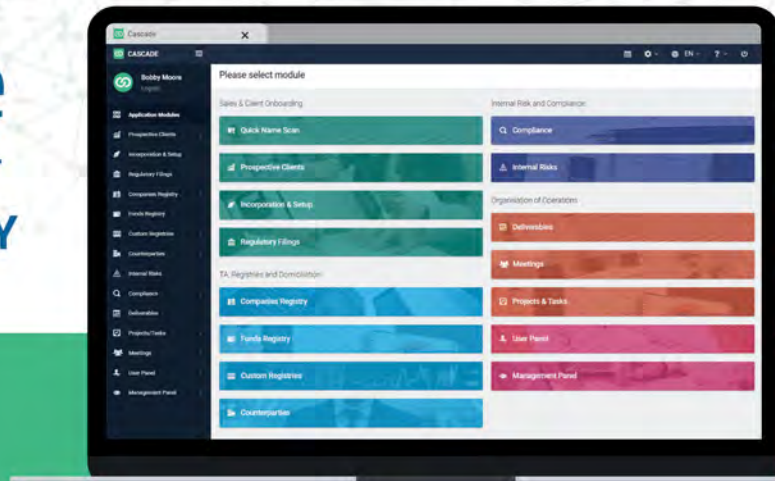 e
Y
Cascade
CASCADE
EN
?
Bobby Moore
Application Modules
Prospective Clients
Incorporation & Setup
Regulatory Filings
Companies Registry
Funds Registry
Custom Registries
Counterparties
Internal Risks
Compliance
Deliverables
Projects/Tasks
Meetings
User Panel
Management Panel
Please select module
Sales & Client Onboarding
Quick Name Scan
Prospective Clients
Incorporation & Setup
Regulatory Filings
TA, Registries and Domiciliation
Companies Registry
Funds Registry
Custom Registries
Counterparties
Internal Risk and Compliance
Compliance
Internal Risks
Organisation of Operations
Deliverables
Meetings
Projects & Tasks
User Panel
Management Panel